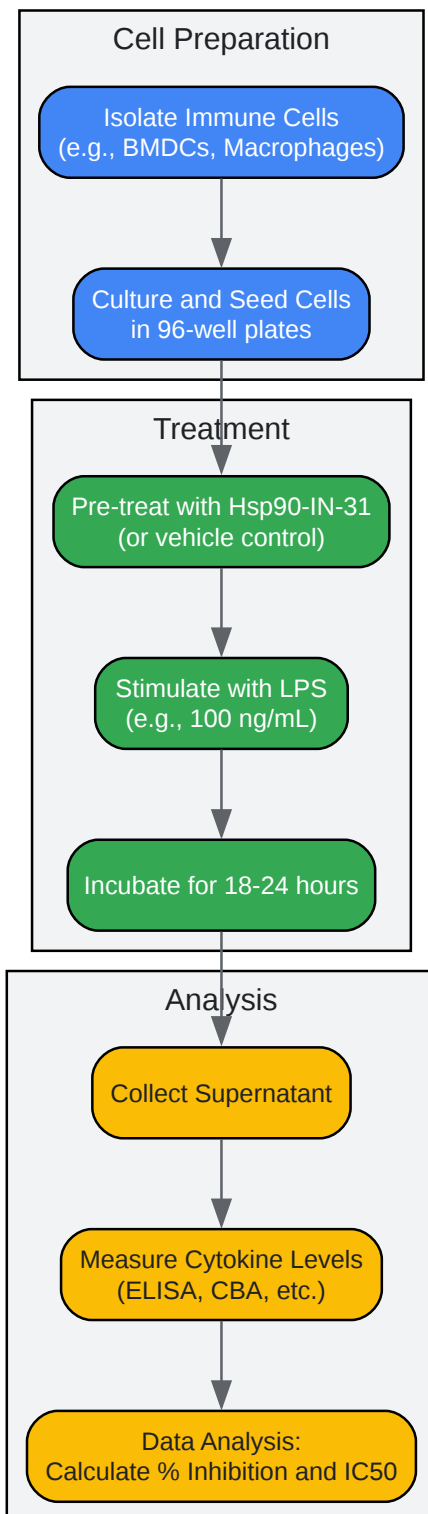 Cell Preparation
Isolate Immune Cells
(e.g., BMDCs, Macrophages)
Culture and Seed Cells
in 96-well plates
Treatment
Pre-treat with Hsp90-IN-31
(or vehicle control)
Stimulate with LPS
(e.g., 100 ng/mL)
Incubate for 18-24 hours
Analysis
Collect Supernatant
Measure Cytokine Levels
(ELISA, CBA, etc.)
Data Analysis:
Calculate % Inhibition and IC50